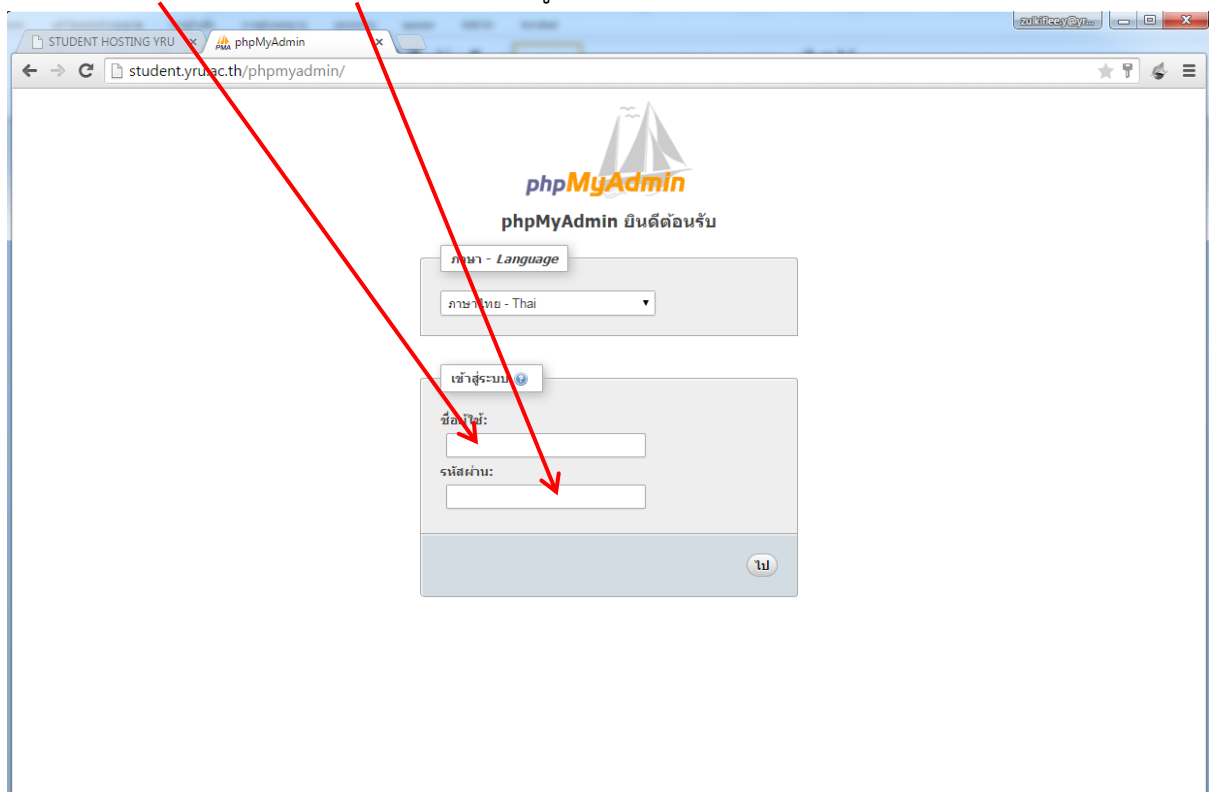 zulkiflee.y@yr...
STUDENT HOSTING YRU
phpMyAdmin
student.yru.ac.th/phpmyadmin/
phpMyAdmin
phpMyAdmin ยินดีต้อนรับ
ภาษา - Language
ภาษาไทย - Thai
เข้าสู่ระบบ
ชื่อผู้ใช้:
รหัสผ่าน:
ไป